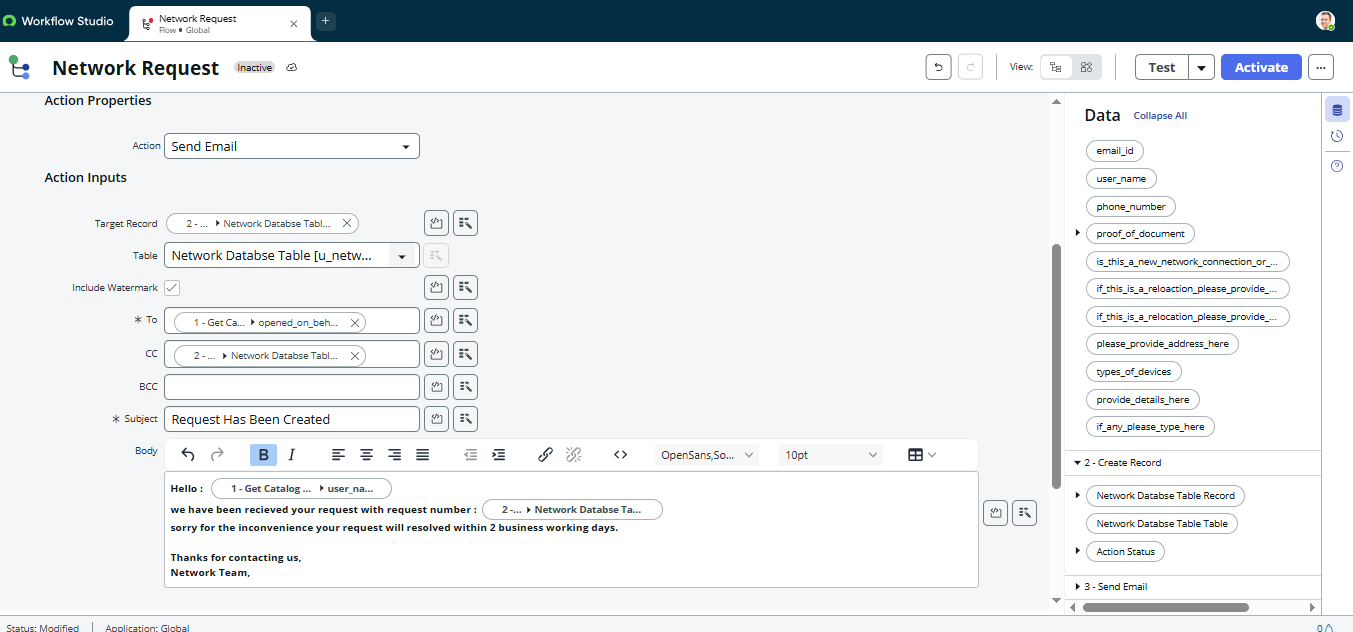 Workflow Studio
Network Request
Flow • Global
Network Request
Inactive
View:
Test
Activate
Action Properties
Action
Send Email
Action Inputs
Target Record
2 - ... Network Databse Tabl...
Table
Network Databse Table [u_netw...
Include Watermark
* To
1 - Get Ca... opened_on_beh...
CC
2 - ... Network Databse Tabl...
BCC
* Subject
Request Has Been Created
Body
B I OpenSans,So... 10pt
Hello : 1 - Get Catalog ... user_na...
we have been recieved your request with request number : 2 -... Network Databse Ta...
sorry for the inconvenience your request will resolved within 2 business working days.
Thanks for contacting us,
Network Team,
Data Collapse All
email_id
user_name
phone_number
proof_of_document
is_this_a_new_network_connection_or_...
if_this_is_a_reloaction_please_provide_...
if_this_is_a_relocation_please_provide_...
please_provide_address_here
types_of_devices
provide_details_here
if_any_please_type_here
2 - Create Record
Network Databse Table Record
Network Databse Table Table
Action Status
3 - Send Email
Status: Modified
Application: Global
0